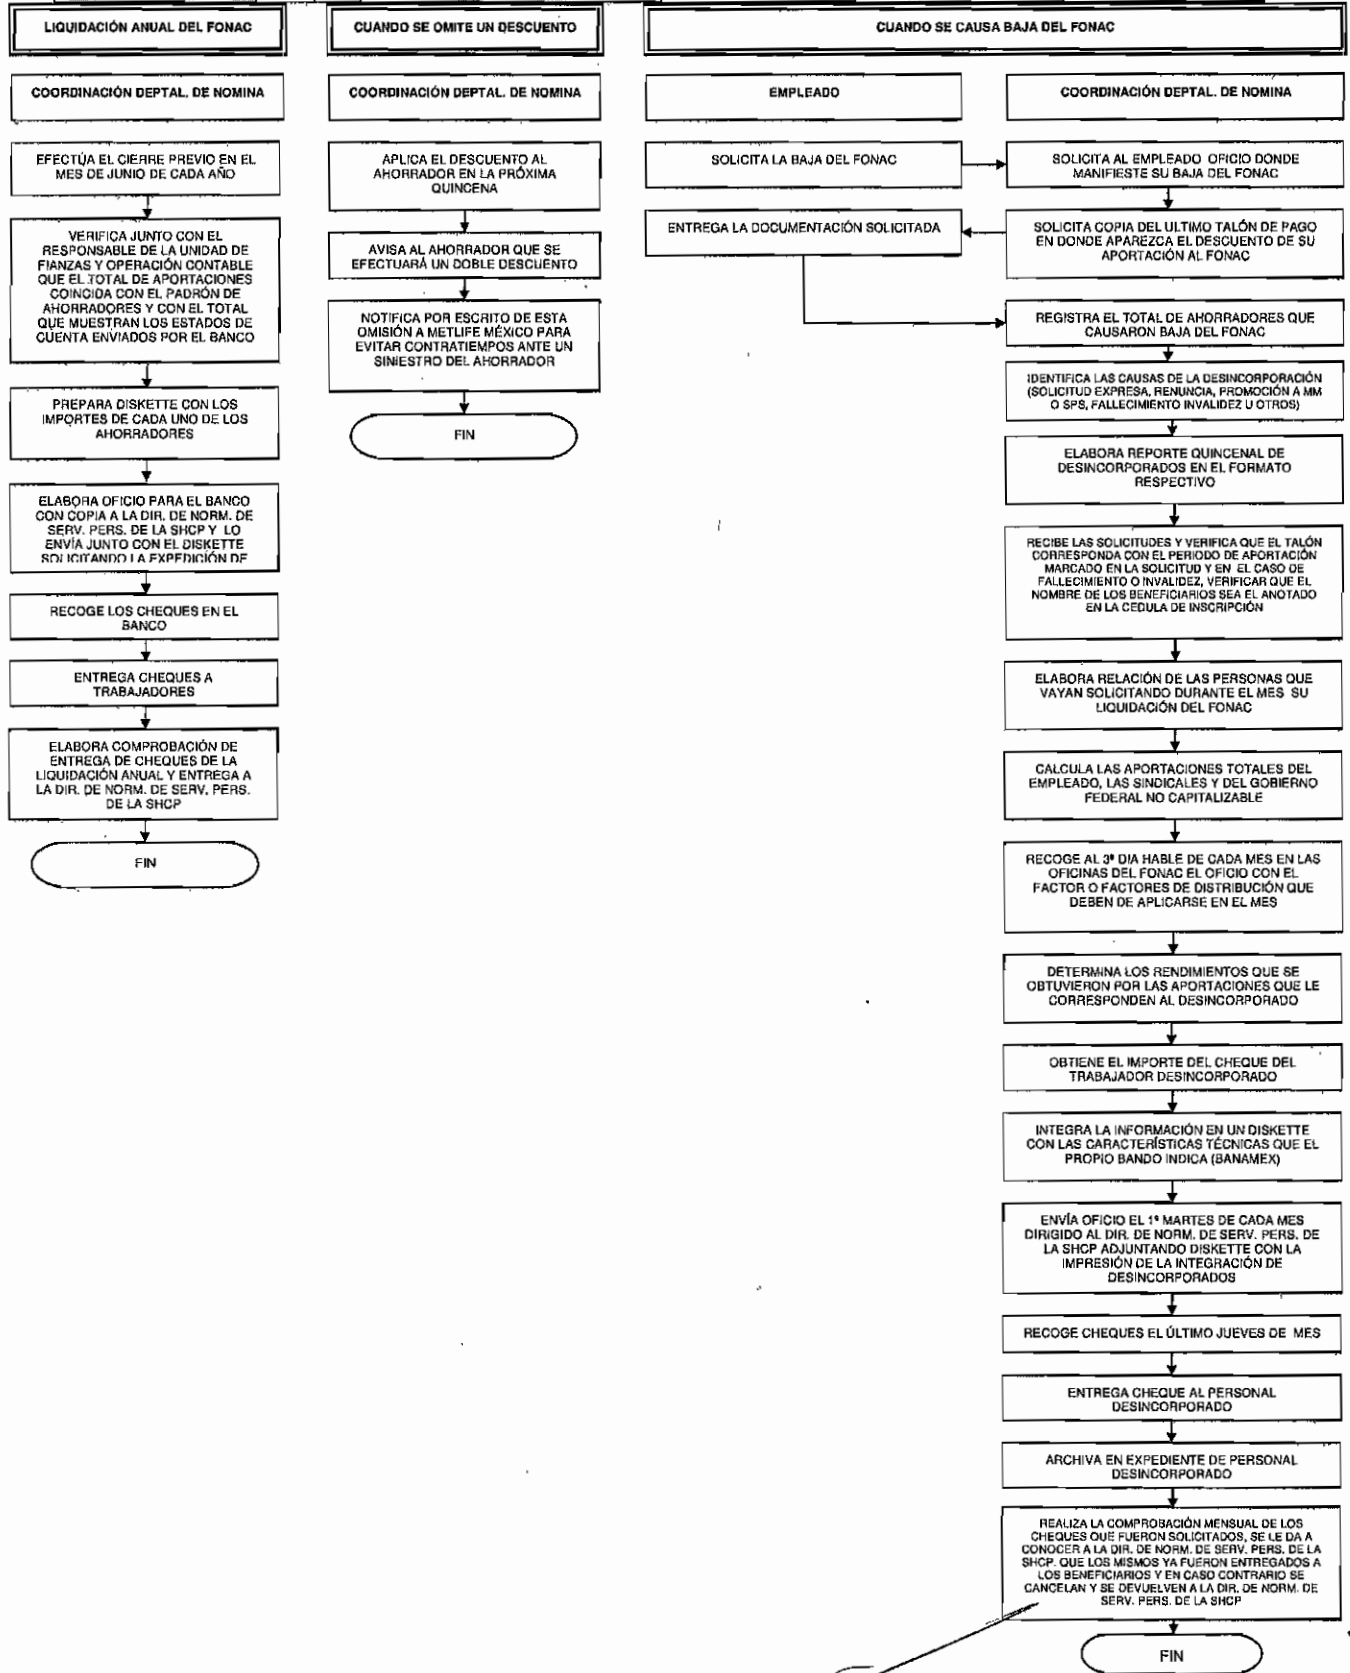 LIQUIDACIÓN ANUAL DEL FONAC
COORDINACIÓN DEPTAL. DE NOMINA
EFECTÚA EL CIERRE PREVIO EN EL
MES DE JUNIO DE CADA AÑO
VERIFICA JUNTO CON EL
RESPONSABLE DE LA UNIDAD DE
FIANZAS Y OPERACIÓN CONTABLE
QUE EL TOTAL DE APORTACIONES
COINCIDA CON EL PADRÓN DE
AHORRADORES Y CON EL TOTAL
QUE MUESTRAN LOS ESTADOS DE
CUENTA ENVIADOS POR EL BANCO
PREPARA DISKETTE CON LOS
IMPORTES DE CADA UNO DE LOS
AHORRADORES
ELABORA OFICIO PARA EL BANCO
CON COPIA A LA DIR. DE NORM. DE
SERV. PERS. DE LA SHCP Y LO
ENVÍA JUNTO CON EL DISKETTE
SOLICITANDO LA EXPEDICIÓN DE
RECOGE LOS CHEQUES EN EL
BANCO
ENTREGA CHEQUES A
TRABAJADORES
ELABORA COMPROBACIÓN DE
ENTREGA DE CHEQUES DE LA
LIQUIDACIÓN ANUAL Y ENTREGA A
LA DIR. DE NORM. DE SERV. PERS.
DE LA SHCP
FIN
CUANDO SE OMITE UN DESCUENTO
COORDINACIÓN DEPTAL. DE NOMINA
APLICA EL DESCUENTO AL
AHORRADOR EN LA PRÓXIMA
QUINCENA
AVISA AL AHORRADOR QUE SE
EFECTUARÁ UN DOBLE DESCUENTO
NOTIFICA POR ESCRITO DE ESTA
OMISIÓN A METLIFE MÉXICO PARA
EVITAR CONTRATIEMPOS ANTE UN
SINIESTRO DEL AHORRADOR
FIN
CUANDO SE CAUSA BAJA DEL FONAC
EMPLEADO
COORDINACIÓN DEPTAL. DE NOMINA
SOLICITA LA BAJA DEL FONAC
SOLICITA AL EMPLEADO OFICIO DONDE
MANIFIESTE SU BAJA DEL FONAC
ENTREGA LA DOCUMENTACIÓN SOLICITADA
SOLICITA COPIA DEL ULTIMO TALÓN DE PAGO
EN DONDE APAREZCA EL DESCUENTO DE SU
APORTACIÓN AL FONAC
REGISTRA EL TOTAL DE AHORRADORES QUE
CAUSARON BAJA DEL FONAC
IDENTIFICA LAS CAUSAS DE LA DESINCORPORACIÓN
(SOLICITUD EXPRESA, RENUNCIA, PROMOCIÓN A MM
O SPS, FALLECIMIENTO INVALIDEZ U OTROS)
ELABORA REPORTE QUINCENAL DE
DESINCORPORADOS EN EL FORMATO
RESPECTIVO
RECIBE LAS SOLICITUDES Y VERIFICA QUE EL TALÓN
CORRESPONDA CON EL PERIODO DE APORTACIÓN
MARCADO EN LA SOLICITUD Y EN EL CASO DE
FALLECIMIENTO O INVALIDEZ, VERIFICAR QUE EL
NOMBRE DE LOS BENEFICIARIOS SEA EL ANOTADO
EN LA CEDULA DE INSCRIPCIÓN
ELABORA RELACIÓN DE LAS PERSONAS QUE
VAYAN SOLICITANDO DURANTE EL MES SU
LIQUIDACIÓN DEL FONAC
CALCULA LAS APORTACIONES TOTALES DEL
EMPLEADO, LAS SINDICALES Y DEL GOBIERNO
FEDERAL NO CAPITALIZABLE
RECOGE AL 3º DIA HABLE DE CADA MES EN LAS
OFICINAS DEL FONAC EL OFICIO CON EL
FACTOR O FACTORES DE DISTRIBUCIÓN QUE
DEBEN DE APLICARSE EN EL MES
DETERMINA LOS RENDIMIENTOS QUE SE
OBTUVIERON POR LAS APORTACIONES QUE LE
CORRESPONDEN AL DESINCORPORADO
OBTIENE EL IMPORTE DEL CHEQUE DEL
TRABAJADOR DESINCORPORADO
INTEGRA LA INFORMACIÓN EN UN DISKETTE
CON LAS CARACTERÍSTICAS TÉCNICAS QUE EL
PROPIO BANDO INDICA (BANAMEX)
ENVÍA OFICIO EL 1º MARTES DE CADA MES
DIRIGIDO AL DIR. DE NORM. DE SERV. PERS. DE
LA SHCP ADJUNTANDO DISKETTE CON LA
IMPRESIÓN DE LA INTEGRACIÓN DE
DESINCORPORADOS
RECOGE CHEQUES EL ÚLTIMO JUEVES DE MES
ENTREGA CHEQUE AL PERSONAL
DESINCORPORADO
ARCHIVA EN EXPEDIENTE DE PERSONAL
DESINCORPORADO
REALIZA LA COMPROBACIÓN MENSUAL DE LOS
CHEQUES QUE FUERON SOLICITADOS, SE LE DA A
CONOCER A LA DIR. DE NORM. DE SERV. PERS. DE LA
SHCP. QUE LOS MISMOS YA FUERON ENTREGADOS A
LOS BENEFICIARIOS Y EN CASO CONTRARIO SE
CANCELAN Y SE DEVUELVEN A LA DIR. DE NORM. DE
SERV. PERS. DE LA SHCP
FIN